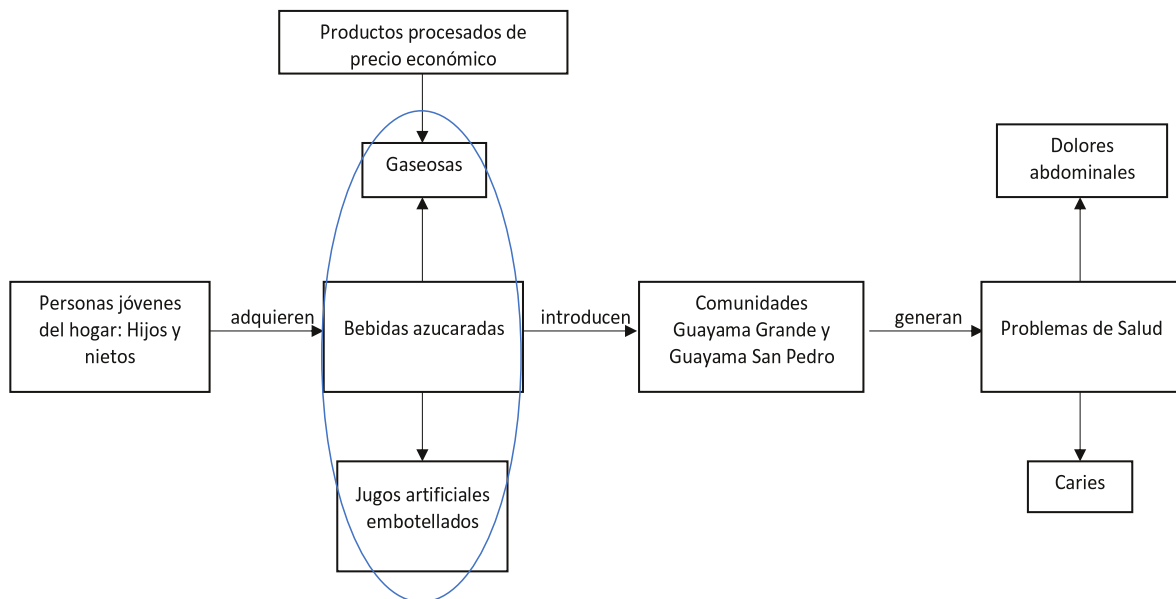 Productos procesados de
precio económico
Gaseosas
Dolores
abdominales
Personas jóvenes
del hogar: Hijos y
nietos
adquieren
Bebidas azucaradas
introducen
Comunidades
Guayama Grande y
Guayama San Pedro
generan
Problemas de Salud
Jugos artificiales
embotellados
Caries